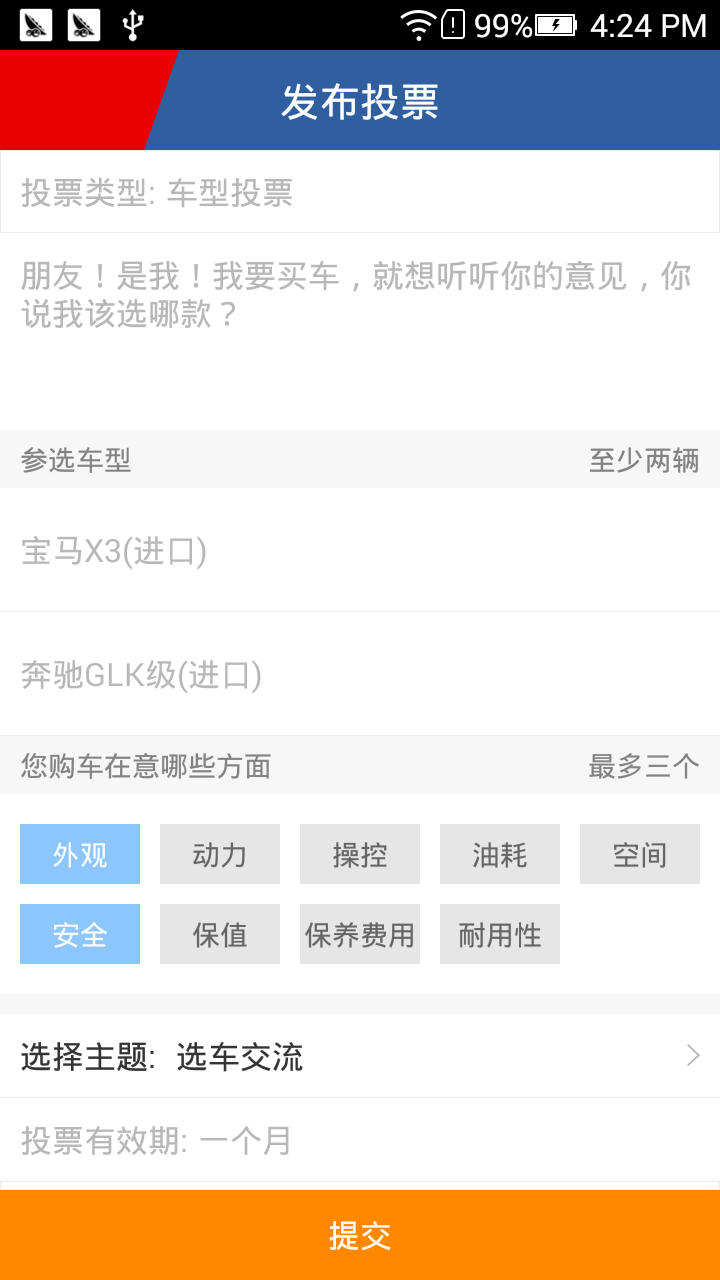 99% 4:24 PM
发布投票
投票类型: 车型投票
朋友！是我！我要买车，就想听听你的意见，你
说我该选哪款？
参选车型 至少两辆
宝马X3(进口)
奔驰GLK级(进口)
您购车在意哪些方面 最多三个
外观 动力 操控 油耗 空间
安全 保值 保养费用 耐用性
选择主题: 选车交流
投票有效期: 一个月
提交